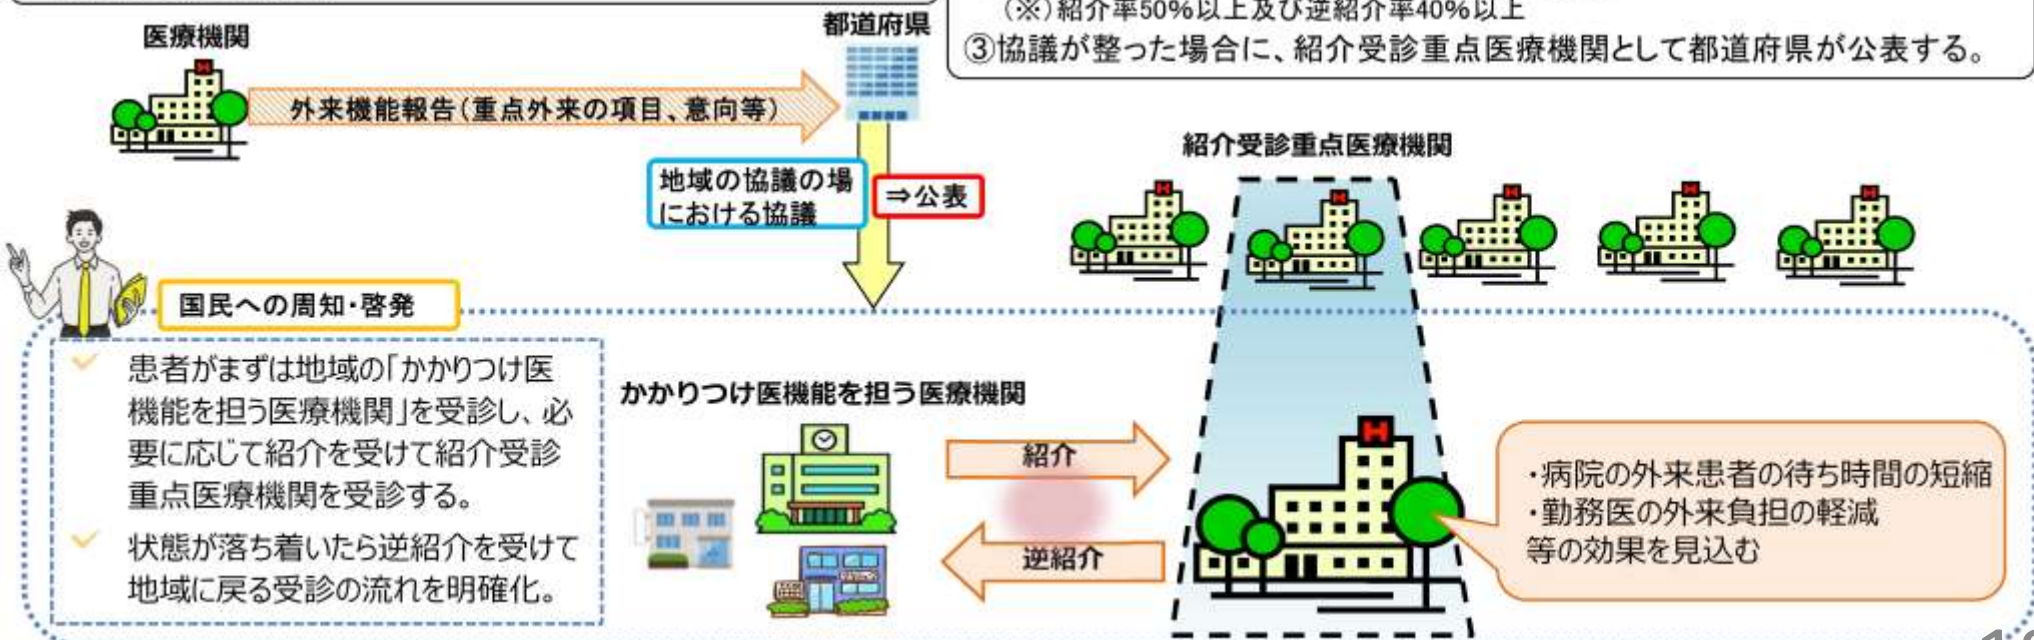 (※)紹介率50%以上及び逆紹介率40%以上
③協議が整った場合に、紹介受診重点医療機関として都道府県が公表する。
医療機関
都道府県
外来機能報告(重点外来の項目、意向等)
地域の協議の場
における協議
⇒公表
紹介受診重点医療機関
国民への周知・啓発
患者がまずは地域の「かかりつけ医
機能を担う医療機関」を受診し、必
要に応じて紹介を受けて紹介受診
重点医療機関を受診する。
状態が落ち着いたら逆紹介を受けて
地域に戻る受診の流れを明確化。
かかりつけ医機能を担う医療機関
紹介
逆紹介
・病院の外来患者の待ち時間の短縮
・勤務医の外来負担の軽減
等の効果を見込む